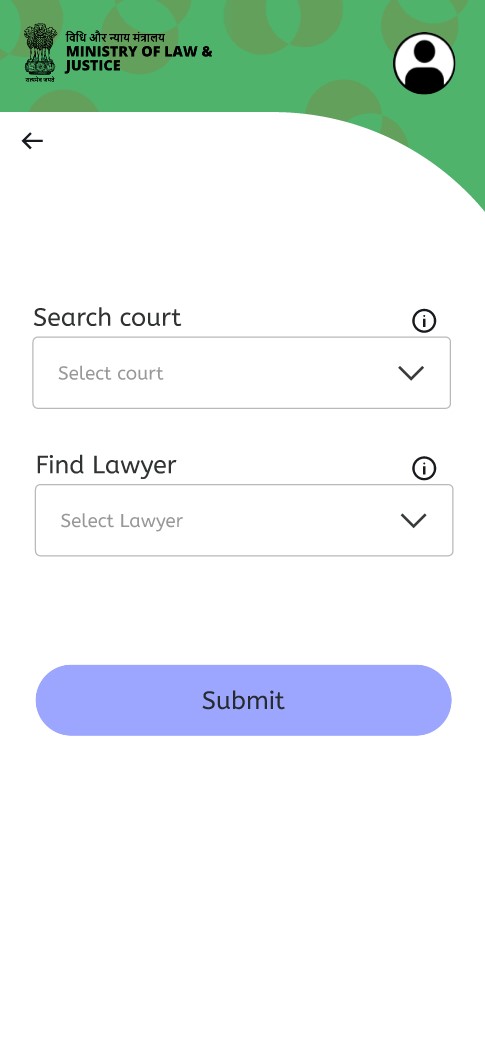 विधि और न्याय मंत्रालय
MINISTRY OF LAW &
JUSTICE
सत्यमेव जयते
Search court
Select court
Find Lawyer
Select Lawyer
Submit